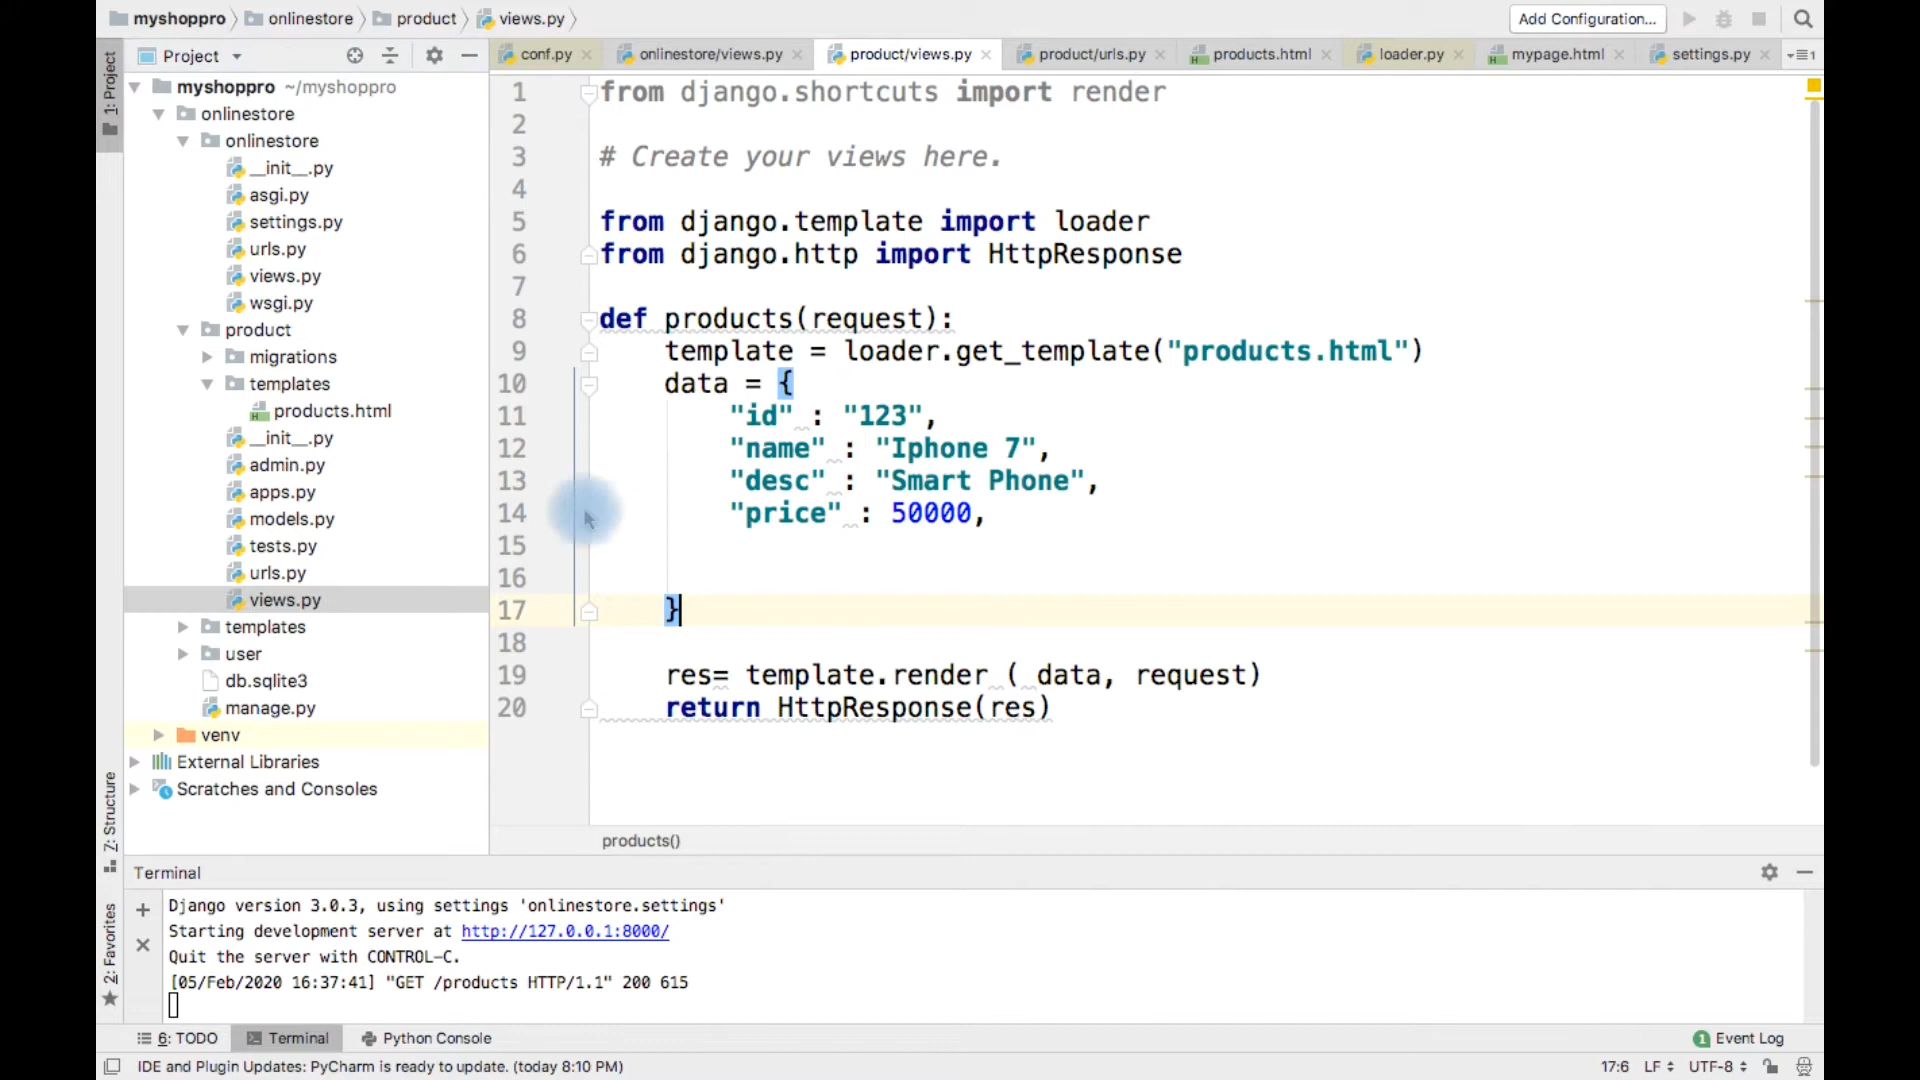 myshoppro onlinestore product views.py Add Configuration...
1: Project
Project
conf.py onlinestore/views.py product/views.py product/urls.py products.html loader.py mypage.html settings.py 1
myshoppro ~/myshoppro
onlinestore
onlinestore
__init__.py
asgi.py
settings.py
urls.py
views.py
wsgi.py
product
migrations
templates
products.html
__init__.py
admin.py
apps.py
models.py
tests.py
urls.py
views.py
templates
user
db.sqlite3
manage.py
venv
External Libraries
Scratches and Consoles
1 from django.shortcuts import render
2
3 # Create your views here.
4
5 from django.template import loader
6 from django.http import HttpResponse
7
8 def products(request):
9 template = loader.get_template("products.html")
10 data = {
11 "id" : "123",
12 "name" : "Iphone 7",
13 "desc" : "Smart Phone",
14 "price" : 50000,
15
16
17 }
18
19 res= template.render ( data, request)
20 return HttpResponse(res)
products()
Z: Structure
2: Favorites
Terminal
Django version 3.0.3, using settings 'onlinestore.settings'
Starting development server at http://127.0.0.1:8000/
Quit the server with CONTROL-C.
[05/Feb/2020 16:37:41] "GET /products HTTP/1.1" 200 615
6: TODO Terminal Python Console 1 Event Log
IDE and Plugin Updates: PyCharm is ready to update. (today 8:10 PM) 17:6 LF UTF-8